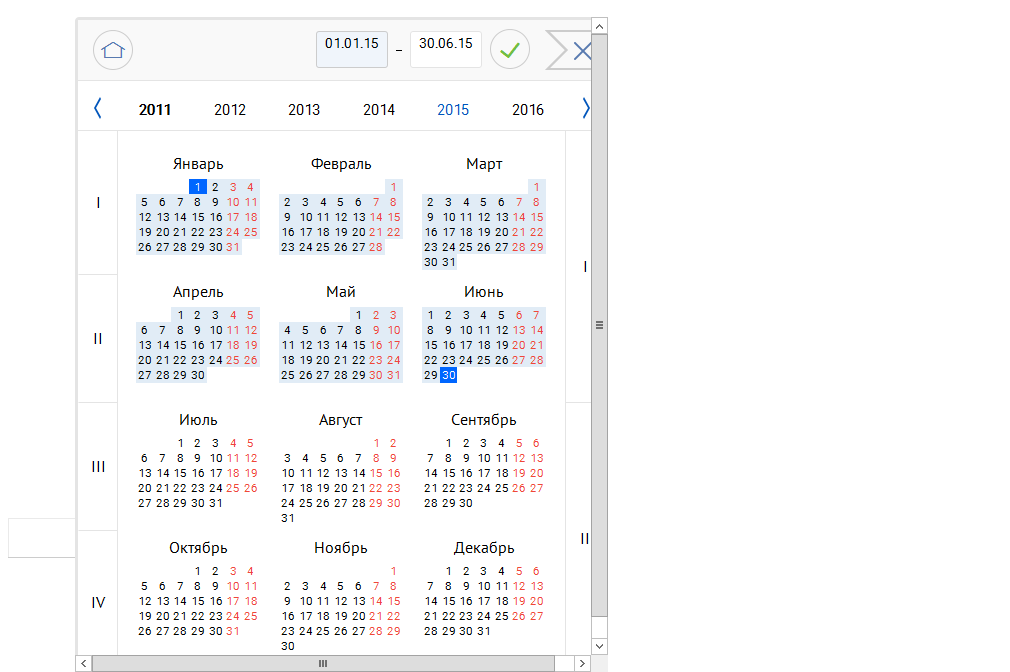 01.01.15 – 30.06.15
2011 2012 2013 2014 2015 2016
Январь Февраль Март
I
1 2 3 4
5 6 7 8 9 10 11
12 13 14 15 16 17 18
19 20 21 22 23 24 25
26 27 28 29 30 31
1
2 3 4 5 6 7 8
9 10 11 12 13 14 15
16 17 18 19 20 21 22
23 24 25 26 27 28
1
2 3 4 5 6 7 8
9 10 11 12 13 14 15
16 17 18 19 20 21 22
23 24 25 26 27 28 29
30 31
I
Апрель Май Июнь
II
1 2 3 4 5
6 7 8 9 10 11 12
13 14 15 16 17 18 19
20 21 22 23 24 25 26
27 28 29 30
1 2 3
4 5 6 7 8 9 10
11 12 13 14 15 16 17
18 19 20 21 22 23 24
25 26 27 28 29 30 31
1 2 3 4 5 6 7
8 9 10 11 12 13 14
15 16 17 18 19 20 21
22 23 24 25 26 27 28
29 30
Июль Август Сентябрь
III
1 2 3 4 5
6 7 8 9 10 11 12
13 14 15 16 17 18 19
20 21 22 23 24 25 26
27 28 29 30 31
1 2
3 4 5 6 7 8 9
10 11 12 13 14 15 16
17 18 19 20 21 22 23
24 25 26 27 28 29 30
31
1 2 3 4 5 6
7 8 9 10 11 12 13
14 15 16 17 18 19 20
21 22 23 24 25 26 27
28 29 30
II
Октябрь Ноябрь Декабрь
IV
1 2 3 4
5 6 7 8 9 10 11
12 13 14 15 16 17 18
19 20 21 22 23 24 25
26 27 28 29 30 31
1
2 3 4 5 6 7 8
9 10 11 12 13 14 15
16 17 18 19 20 21 22
23 24 25 26 27 28 29
30
1 2 3 4 5 6
7 8 9 10 11 12 13
14 15 16 17 18 19 20
21 22 23 24 25 26 27
28 29 30 31